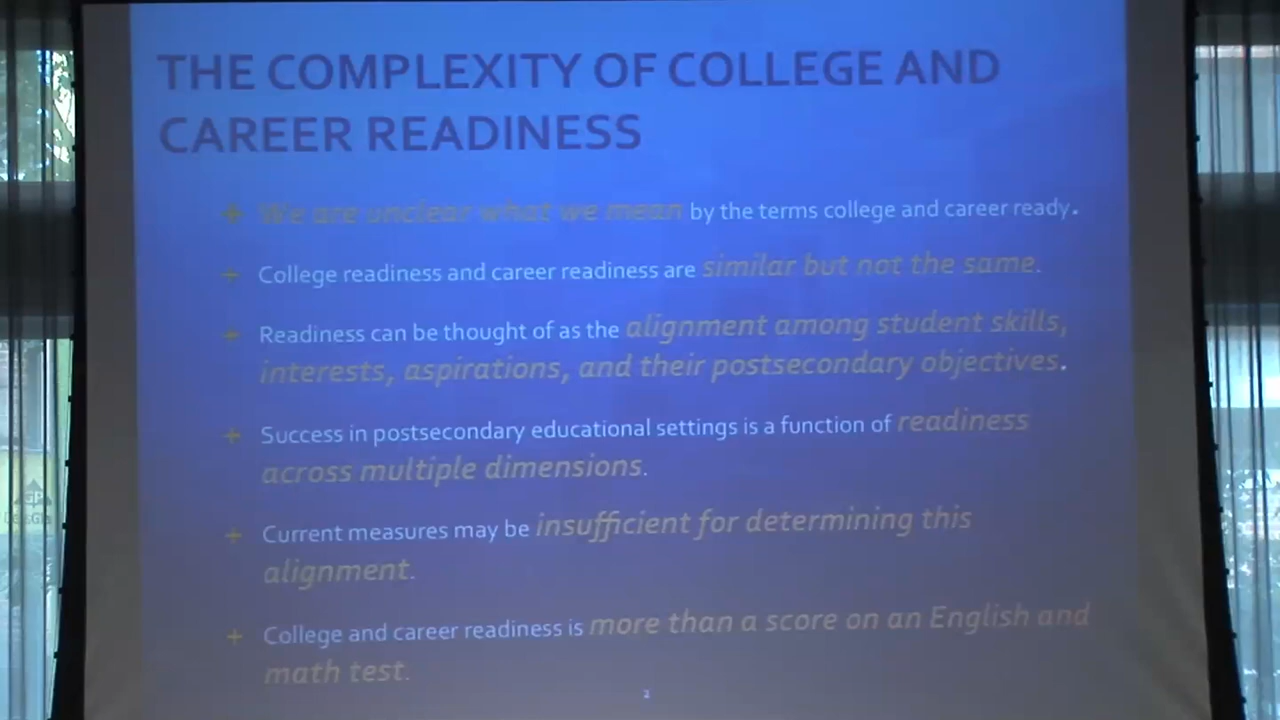 THE COMPLEXITY OF COLLEGE AND
CAREER READINESS
+ We are unclear what we mean by the terms college and career ready.
+ College readiness and career readiness are similar but not the same.
+ Readiness can be thought of as the alignment among student skills,
interests, aspirations, and their postsecondary objectives.
+ Success in postsecondary educational settings is a function of readiness
across multiple dimensions.
+ Current measures may be insufficient for determining this
alignment.
+ College and career readiness is more than a score on an English and
math test.
2
GP